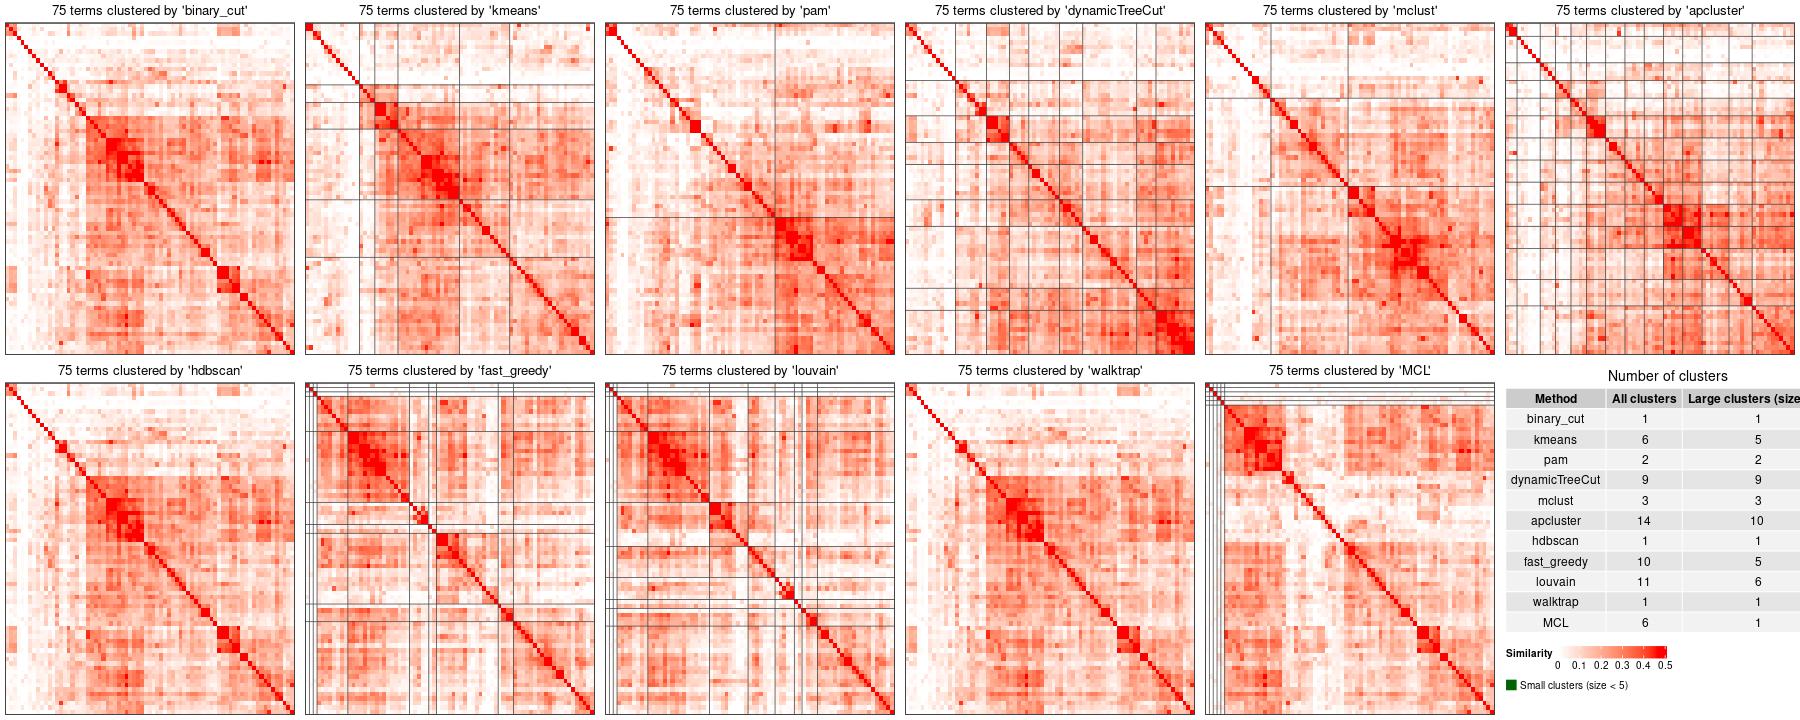 75 terms clustered by 'binary_cut'
75 terms clustered by 'kmeans'
75 terms clustered by 'pam'
75 terms clustered by 'dynamicTreeCut'
75 terms clustered by 'mclust'
75 terms clustered by 'apcluster'
75 terms clustered by 'hdbscan'
75 terms clustered by 'fast_greedy'
75 terms clustered by 'louvain'
75 terms clustered by 'walktrap'
75 terms clustered by 'MCL'
Number of clusters
Method All clusters Large clusters (size
binary_cut 1 1
kmeans 6 5
pam 2 2
dynamicTreeCut 9 9
mclust 3 3
apcluster 14 10
hdbscan 1 1
fast_greedy 10 5
louvain 11 6
walktrap 1 1
MCL 6 1
Similarity
0 0.1 0.2 0.3 0.4 0.5
Small clusters (size < 5)